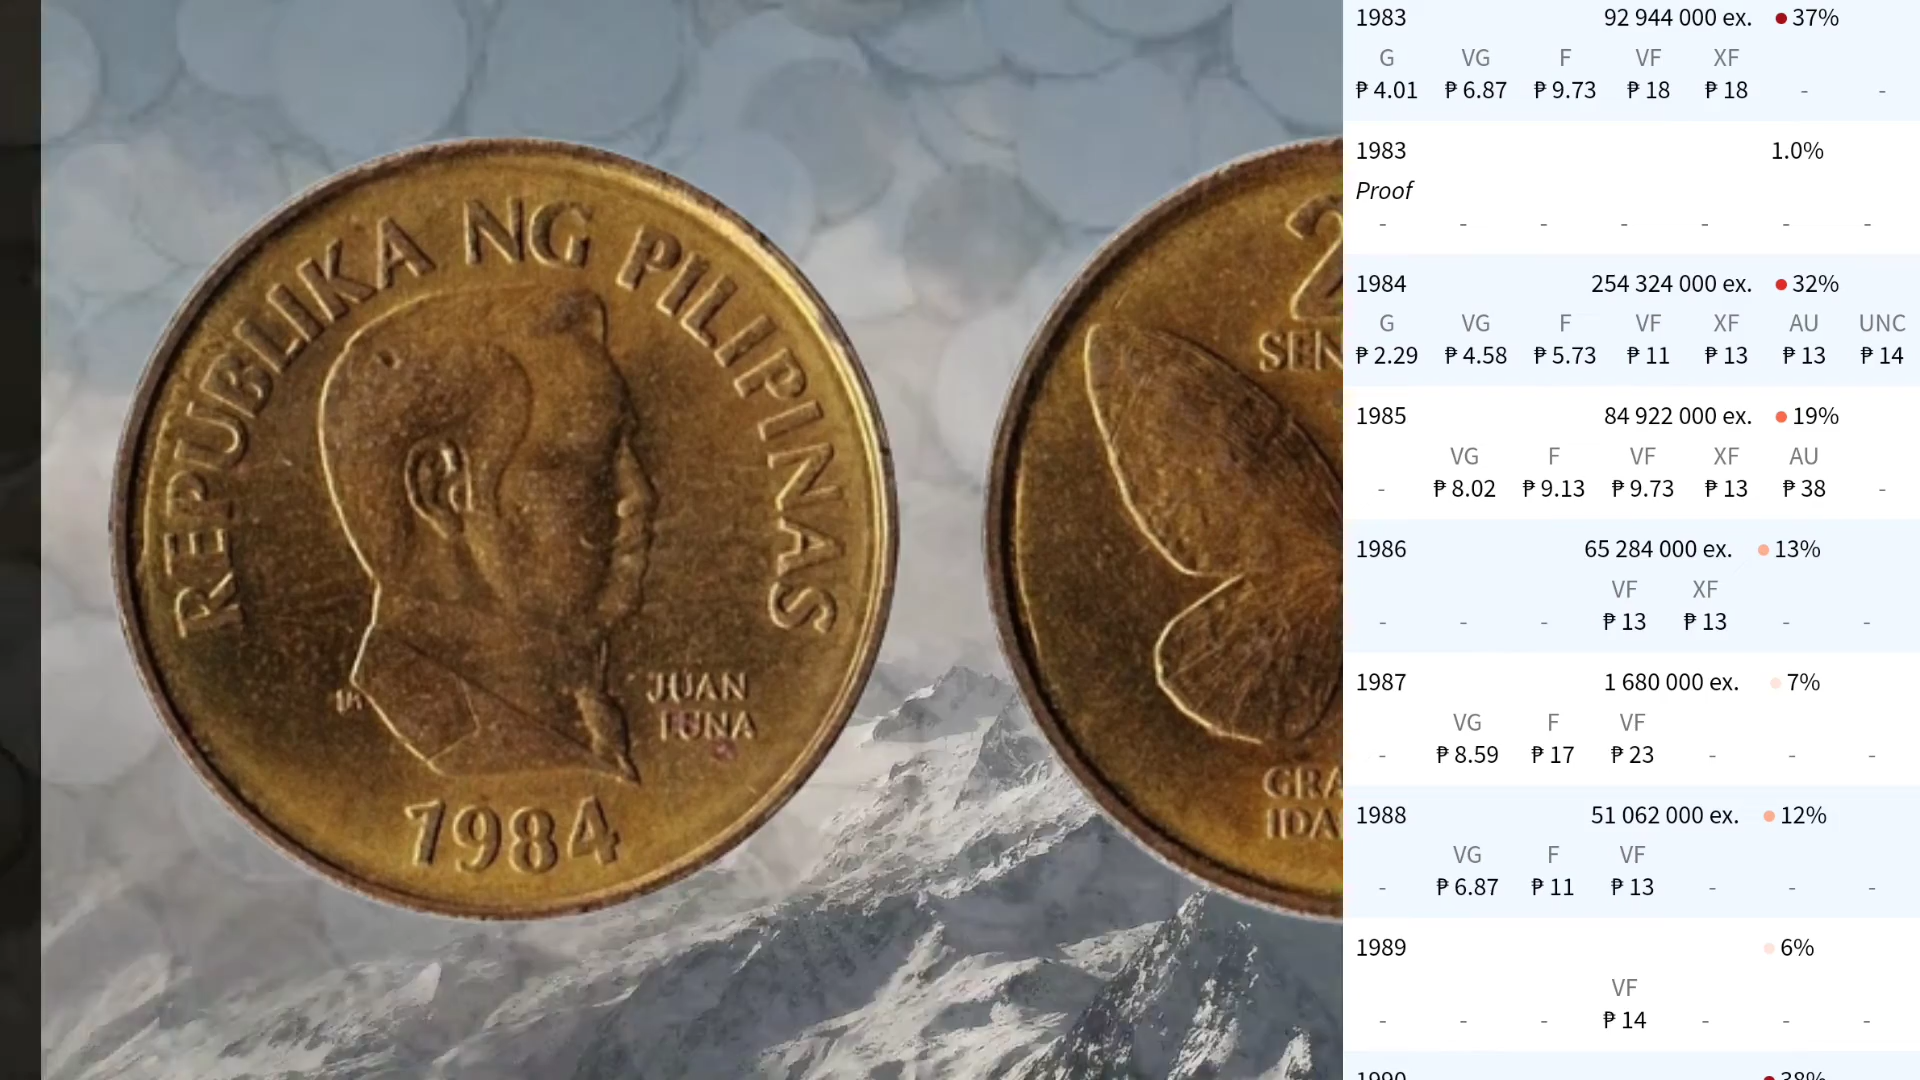 REPUBLIKA NG PILIPINAS
JUAN
LUNA
1984
2
SEN
GRA
IDA
1983 92 944 000 ex. 37%
G VG F VF XF
₱ 4.01 ₱ 6.87 ₱ 9.73 ₱ 18 ₱ 18 - -
1983 1.0%
Proof
- - - - - - -
1984 254 324 000 ex. 32%
G VG F VF XF AU UNC
₱ 2.29 ₱ 4.58 ₱ 5.73 ₱ 11 ₱ 13 ₱ 13 ₱ 14
1985 84 922 000 ex. 19%
VG F VF XF AU
- ₱ 8.02 ₱ 9.13 ₱ 9.73 ₱ 13 ₱ 38 -
1986 65 284 000 ex. 13%
VF XF
- - - ₱ 13 ₱ 13 - -
1987 1 680 000 ex. 7%
VG F VF
- ₱ 8.59 ₱ 17 ₱ 23 - - -
1988 51 062 000 ex. 12%
VG F VF
- ₱ 6.87 ₱ 11 ₱ 13 - - -
1989 6%
VF
- - - ₱ 14 - - -
1990 38%